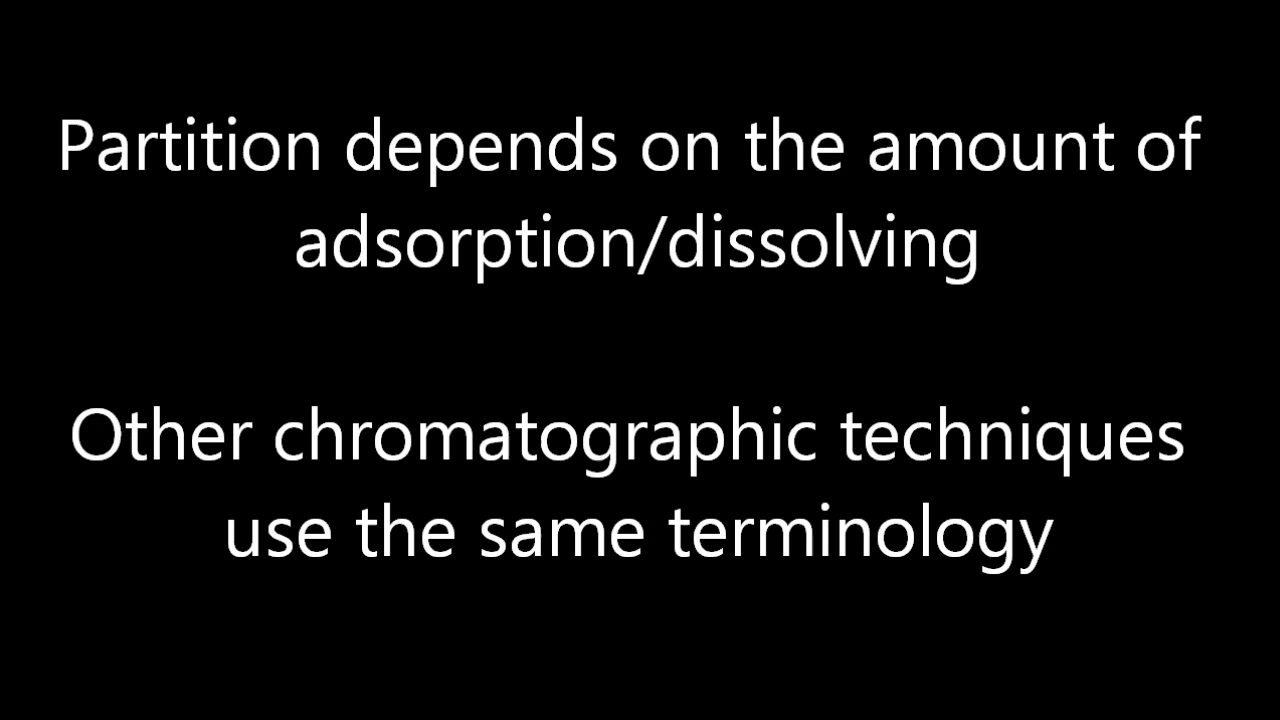 Partition depends on the amount of
adsorption/dissolving
Other chromatographic techniques
use the same terminology